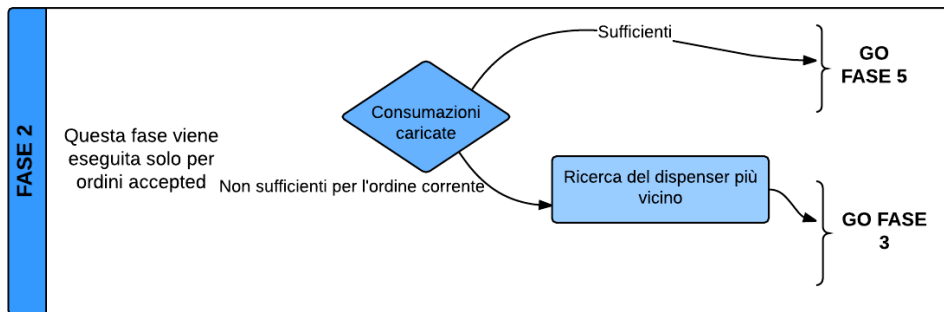 FASE 2
Questa fase viene
eseguita solo per
ordini accepted
Consumazioni
caricate
Sufficienti
GO
FASE 5
Non sufficienti per l'ordine corrente
Ricerca del dispenser più
vicino
GO FASE
3